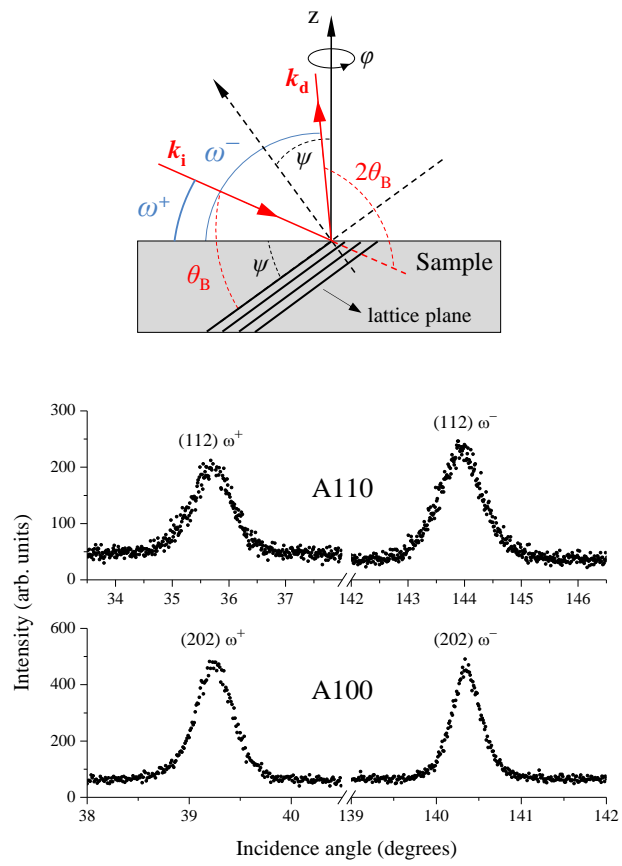 z
φ
k_d
k_i
ω⁻
ψ
2θ_B
ω⁺
ψ
θ_B
Sample
lattice plane
300
(112) ω⁺
(112) ω⁻
200
A110
100
50
0
34
35
36
37
142
143
144
145
146
600
(202) ω⁺
(202) ω⁻
400
A100
200
0
38
39
40
139
140
141
142
Intensity (arb. units)
Incidence angle (degrees)